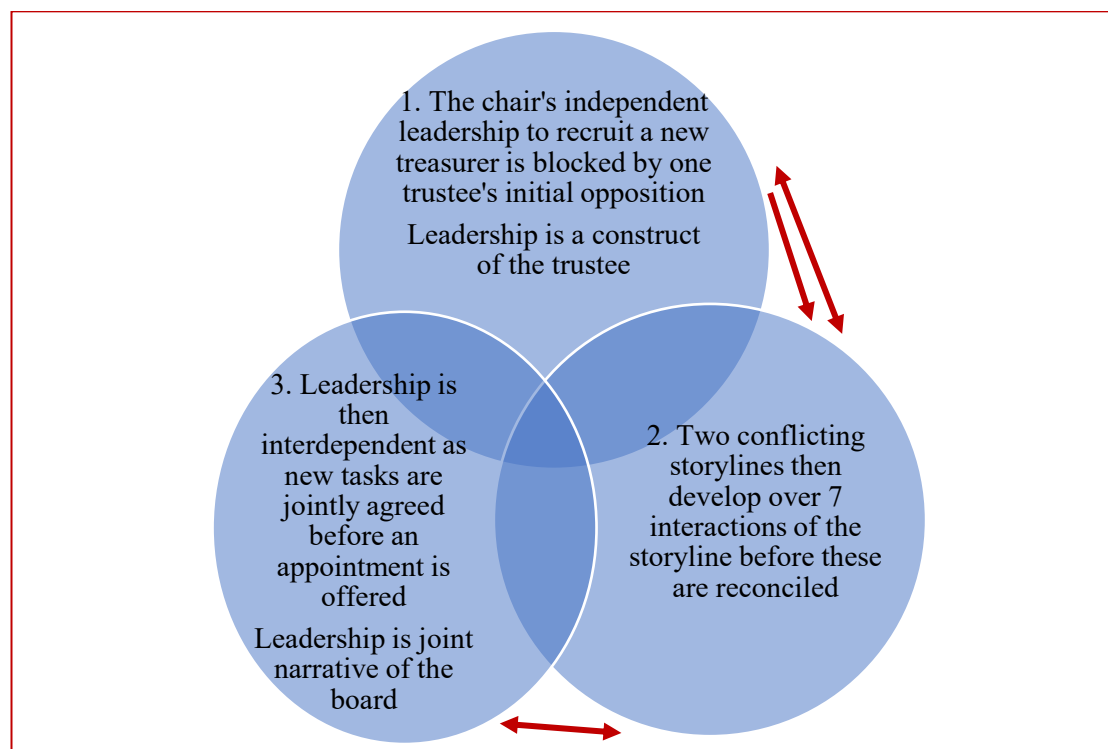 1. The chair's independent
leadership to recruit a new
treasurer is blocked by one
trustee's initial opposition
Leadership is a construct
of the trustee
2. Two conflicting
storylines then
develop over 7
interactions of the
storyline before these
are reconciled
3. Leadership is
then
interdependent as
new tasks are
jointly agreed
before an
appointment is
offered
Leadership is joint
narrative of the
board